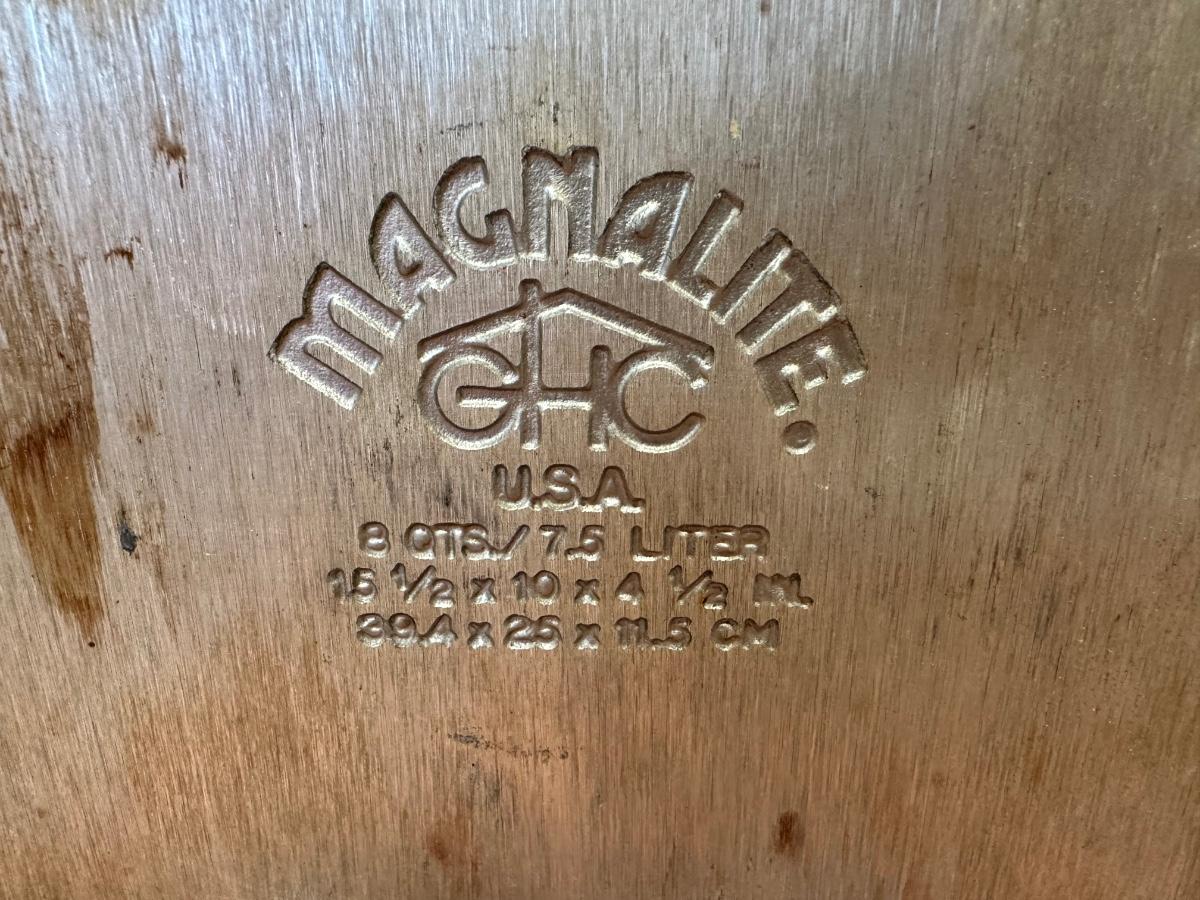 MAGNALITE.
GHC
U.S.A.
8 QTS./ 7.5 LITER
15 1/2 x 10 x 4 1/2 IN.
39.4 x 25 x 11.5 CM